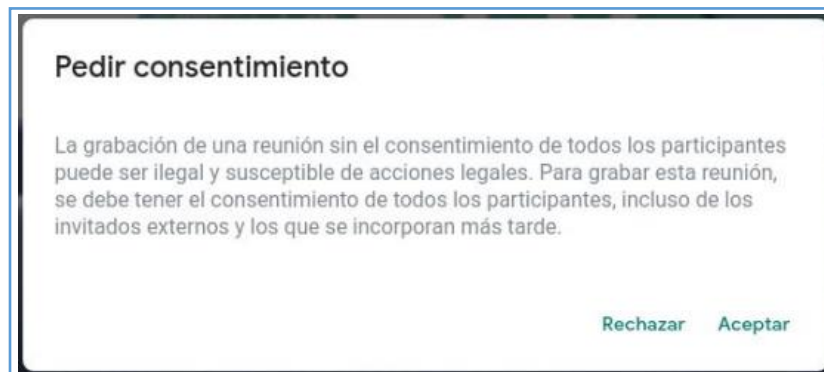 Pedir consentimiento
La grabación de una reunión sin el consentimiento de todos los participantes
puede ser ilegal y susceptible de acciones legales. Para grabar esta reunión,
se debe tener el consentimiento de todos los participantes, incluso de los
invitados externos y los que se incorporan más tarde.
Rechazar Aceptar